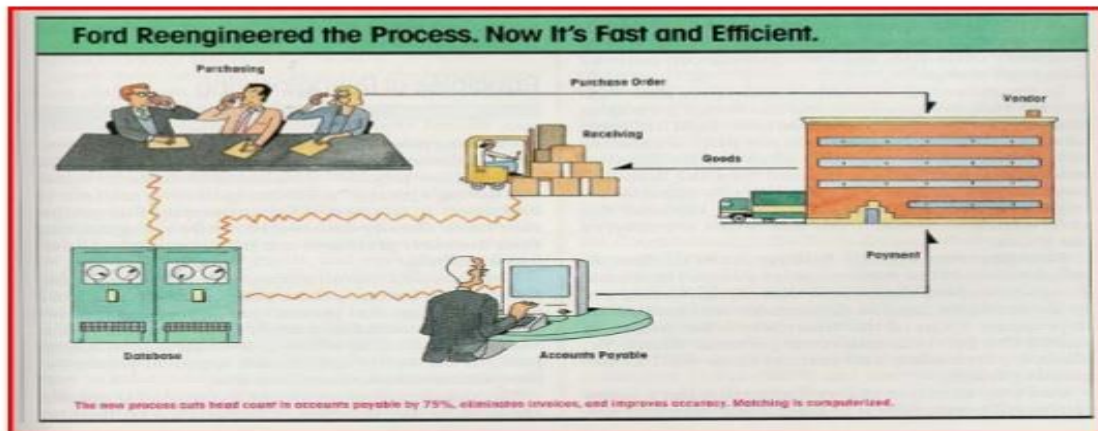 Ford Reengineered the Process. Now It's Fast and Efficient.
Purchasing
Purchase Order
Vendor
Receiving
Goods
Payment
Database
Accounts Payable
The new process cuts head count in accounts payable by 75%, eliminates invoices, and improves accuracy. Matching is computerized.